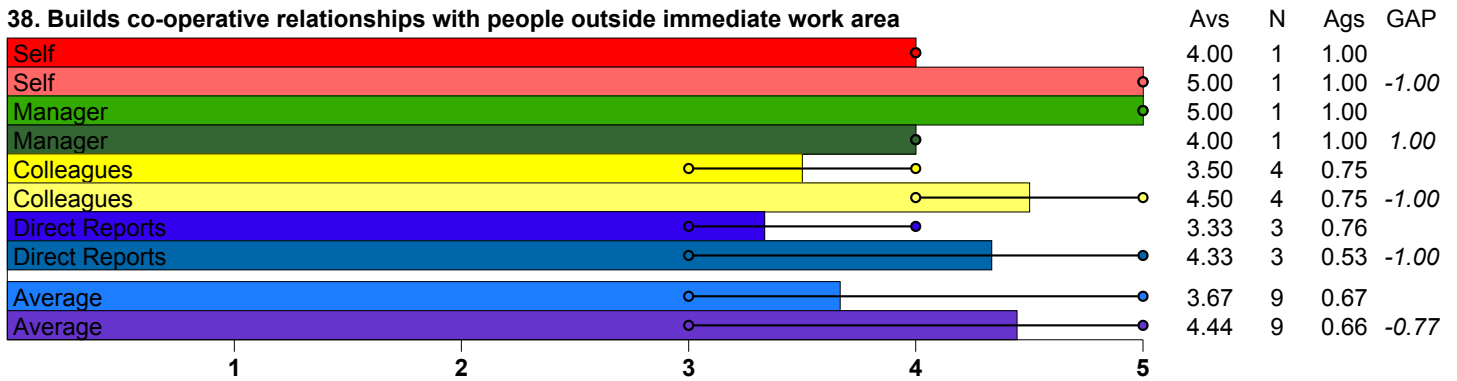 38. Builds co-operative relationships with people outside immediate work area Avs N Ags GAP
Self 4.00 1 1.00
Self 5.00 1 1.00 -1.00
Manager 5.00 1 1.00
Manager 4.00 1 1.00 1.00
Colleagues 3.50 4 0.75
Colleagues 4.50 4 0.75 -1.00
Direct Reports 3.33 3 0.76
Direct Reports 4.33 3 0.53 -1.00
Average 3.67 9 0.67
Average 4.44 9 0.66 -0.77
1 2 3 4 5